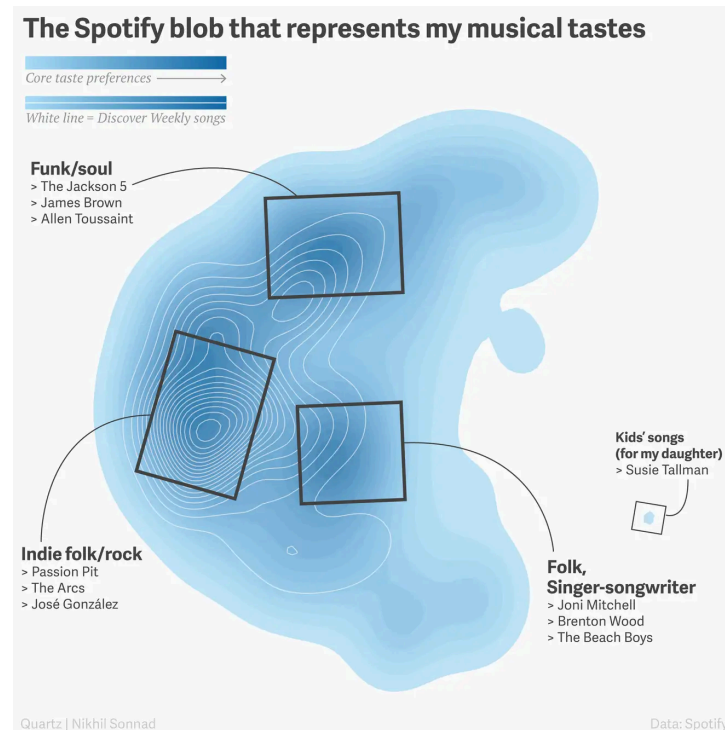 The Spotify blob that represents my musical tastes
Core taste preferences
White line = Discover Weekly songs
Funk/soul
> The Jackson 5
> James Brown
> Allen Toussaint
Kids' songs
(for my daughter)
> Susie Tallman
Indie folk/rock
> Passion Pit
> The Arcs
> José González
Folk,
Singer-songwriter
> Joni Mitchell
> Brenton Wood
> The Beach Boys
Quartz | Nikhil Sonnad
Data: Spotify